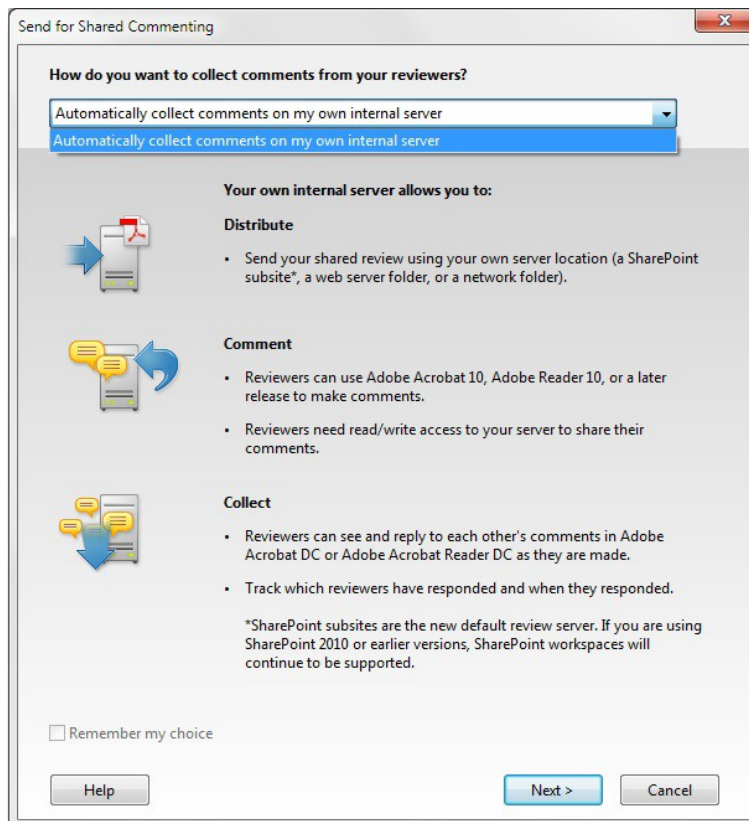 Send for Shared Commenting
How do you want to collect comments from your reviewers?
Automatically collect comments on my own internal server
Automatically collect comments on my own internal server
Your own internal server allows you to:
Distribute
• Send your shared review using your own server location (a SharePoint
subsite*, a web server folder, or a network folder).
Comment
• Reviewers can use Adobe Acrobat 10, Adobe Reader 10, or a later
release to make comments.
• Reviewers need read/write access to your server to share their
comments.
Collect
• Reviewers can see and reply to each other's comments in Adobe
Acrobat DC or Adobe Acrobat Reader DC as they are made.
• Track which reviewers have responded and when they responded.
*SharePoint subsites are the new default review server. If you are using
SharePoint 2010 or earlier versions, SharePoint workspaces will
continue to be supported.
Remember my choice
Help
Next >
Cancel